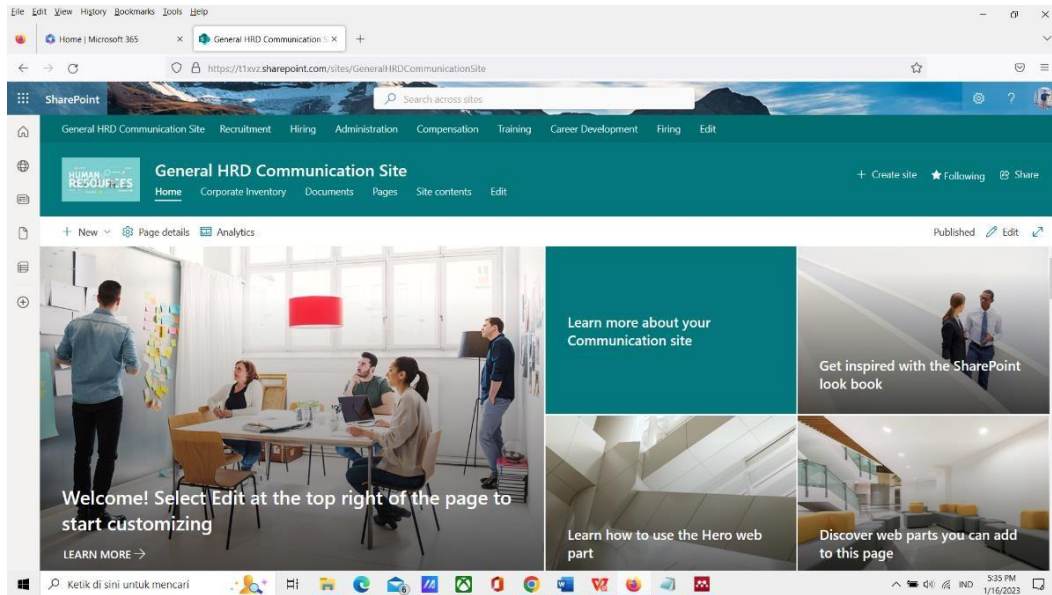 File Edit View History Bookmarks Tools Help
Home | Microsoft 365
General HRD Communication S
https://t1xvz.sharepoint.com/sites/GeneralHRDCommunicationSite
SharePoint
Search across sites
General HRD Communication Site Recruitment Hiring Administration Compensation Training Career Development Firing Edit
HUMAN
RESOURCES
General HRD Communication Site
Home Corporate Inventory Documents Pages Site contents Edit
+ Create site Following Share
+ New Page details Analytics
Published Edit
Welcome! Select Edit at the top right of the page to
start customizing
LEARN MORE →
Learn more about your
Communication site
Get inspired with the SharePoint
look book
Learn how to use the Hero web
part
Discover web parts you can add
to this page
Ketik di sini untuk mencari
IND
5:35 PM
1/16/2023